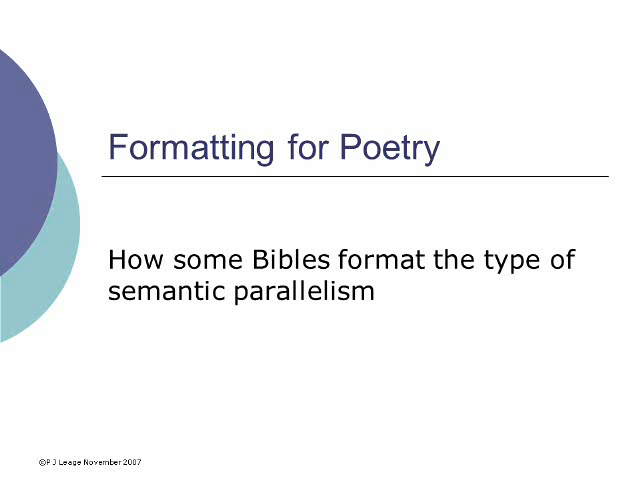 Formatting for Poetry
How some Bibles format the type of
semantic parallelism
©P J Leage November 2007